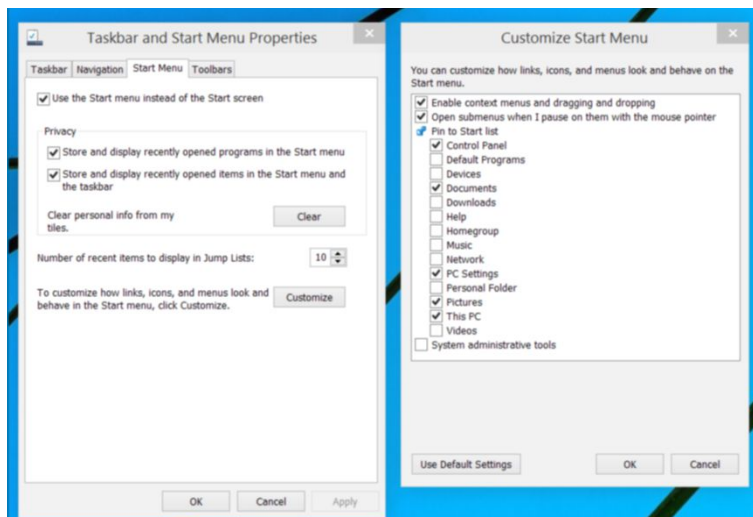 Taskbar and Start Menu Properties
Taskbar Navigation Start Menu Toolbars
Use the Start menu instead of the Start screen
Privacy
Store and display recently opened programs in the Start menu
Store and display recently opened items in the Start menu and
the taskbar
Clear personal info from my
tiles.
Clear
Number of recent items to display in Jump Lists:
10
To customize how links, icons, and menus look and
behave in the Start menu, click Customize.
Customize
OK Cancel Apply
Customize Start Menu
You can customize how links, icons, and menus look and behave on the
Start menu.
Enable context menus and dragging and dropping
Open submenus when I pause on them with the mouse pointer
Pin to Start list
Control Panel
Default Programs
Devices
Documents
Downloads
Help
Homegroup
Music
Network
PC Settings
Personal Folder
Pictures
This PC
Videos
System administrative tools
Use Default Settings OK Cancel